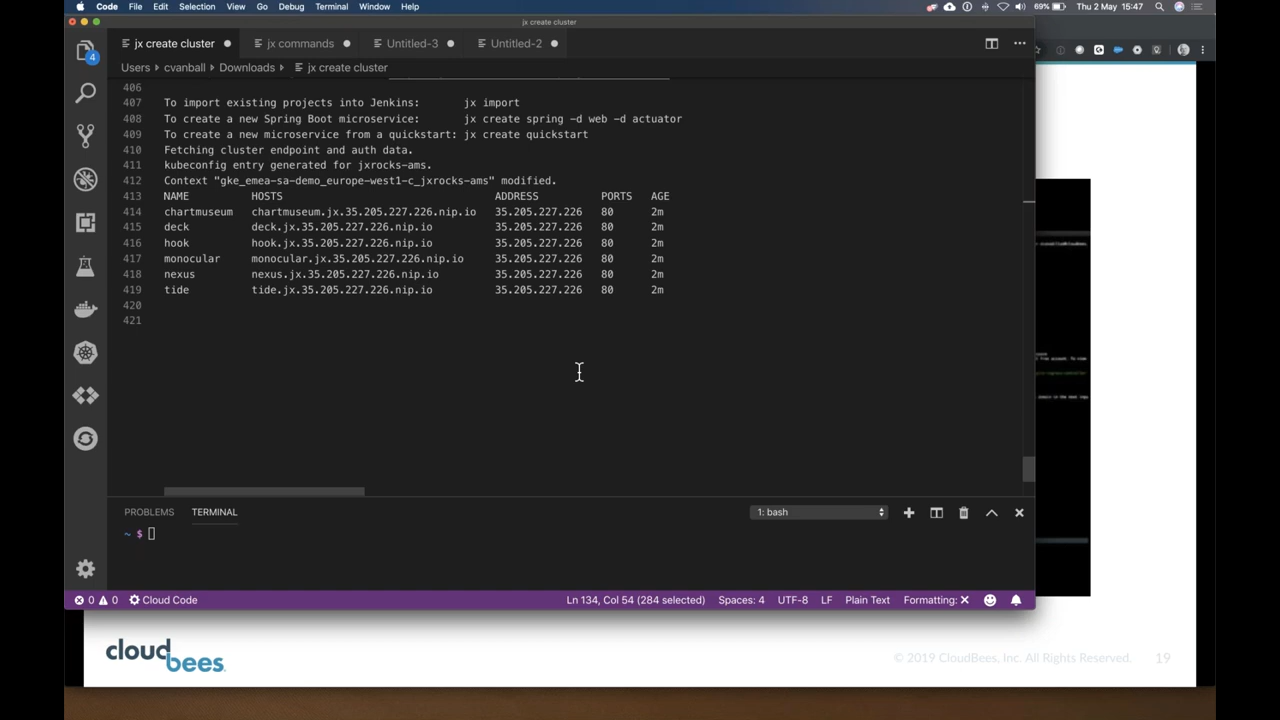 Code File Edit Selection View Go Debug Terminal Window Help 69% Thu 2 May 15:47
jx create cluster
jx create cluster jx commands Untitled-3 Untitled-2
Users cvanball Downloads jx create cluster
4
406
407 To import existing projects into Jenkins: jx import
408 To create a new Spring Boot microservice: jx create spring -d web -d actuator
409 To create a new microservice from a quickstart: jx create quickstart
410 Fetching cluster endpoint and auth data.
411 kubeconfig entry generated for jxrocks-ams.
412 Context "gke_emea-sa-demo_europe-west1-c_jxrocks-ams" modified.
413 NAME HOSTS ADDRESS PORTS AGE
414 chartmuseum chartmuseum.jx.35.205.227.226.nip.io 35.205.227.226 80 2m
415 deck deck.jx.35.205.227.226.nip.io 35.205.227.226 80 2m
416 hook hook.jx.35.205.227.226.nip.io 35.205.227.226 80 2m
417 monocular monocular.jx.35.205.227.226.nip.io 35.205.227.226 80 2m
418 nexus nexus.jx.35.205.227.226.nip.io 35.205.227.226 80 2m
419 tide tide.jx.35.205.227.226.nip.io 35.205.227.226 80 2m
420
421
PROBLEMS TERMINAL 1: bash
~ $
0 0 Cloud Code Ln 134, Col 54 (284 selected) Spaces: 4 UTF-8 LF Plain Text Formatting: ✕
cloudbees
© 2019 CloudBees, Inc. All Rights Reserved. 19